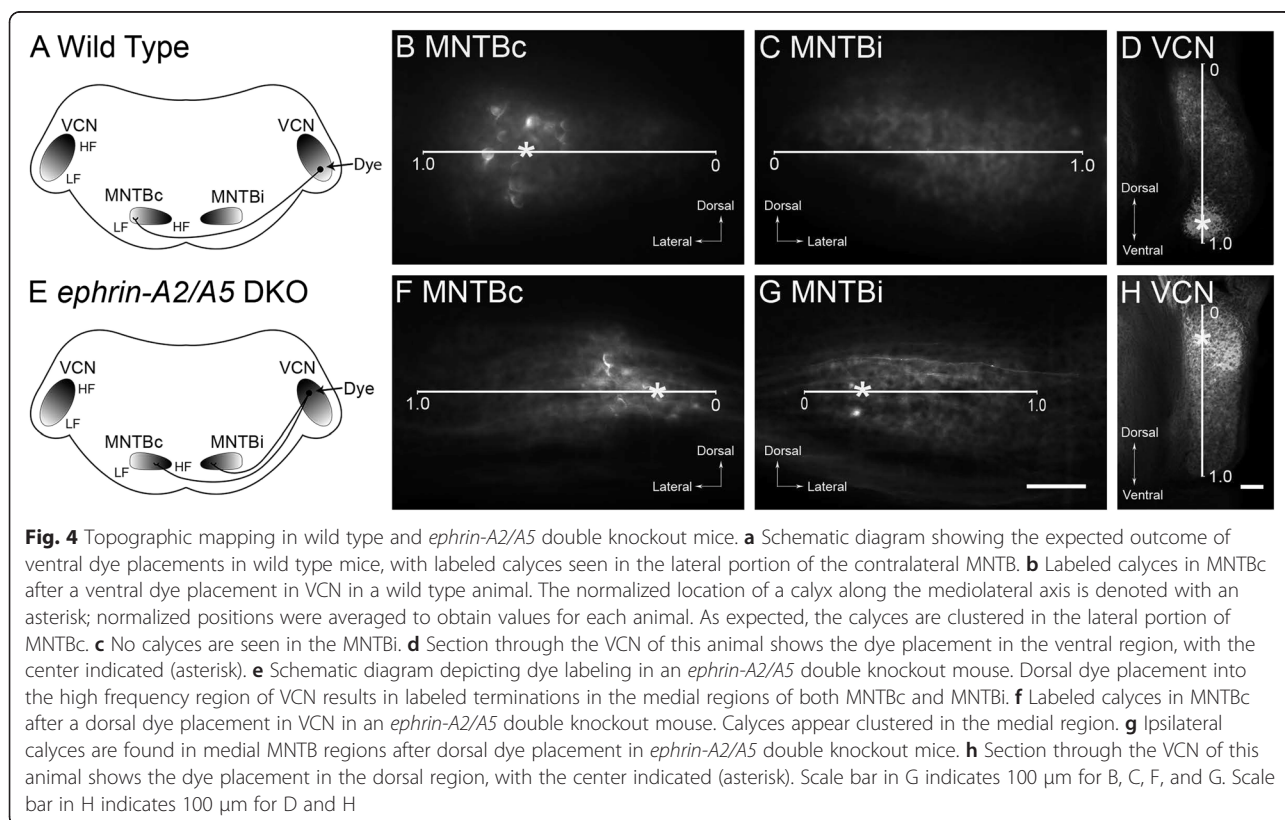 A Wild Type
VCN
HF
LF
MNTBc
LF
HF
MNTBi
VCN
Dye
B MNTBc
1.0
*
0
Dorsal
Lateral
C MNTBi
0
1.0
Dorsal
Lateral
D VCN
0
Dorsal
Ventral
*
1.0
E ephrin-A2/A5 DKO
VCN
HF
LF
MNTBc
LF
HF
MNTBi
VCN
Dye
F MNTBc
1.0
*
0
Dorsal
Lateral
G MNTBi
*
0
1.0
Dorsal
Lateral
H VCN
0
*
Dorsal
Ventral
1.0
Fig. 4 Topographic mapping in wild type and ephrin-A2/A5 double knockout mice. a Schematic diagram showing the expected outcome of
ventral dye placements in wild type mice, with labeled calyces seen in the lateral portion of the contralateral MNTB. b Labeled calyces in MNTBc
after a ventral dye placement in VCN in a wild type animal. The normalized location of a calyx along the mediolateral axis is denoted with an
asterisk; normalized positions were averaged to obtain values for each animal. As expected, the calyces are clustered in the lateral portion of
MNTBc. c No calyces are seen in the MNTBi. d Section through the VCN of this animal shows the dye placement in the ventral region, with the
center indicated (asterisk). e Schematic diagram depicting dye labeling in an ephrin-A2/A5 double knockout mouse. Dorsal dye placement into
the high frequency region of VCN results in labeled terminations in the medial regions of both MNTBc and MNTBi. f Labeled calyces in MNTBc
after a dorsal dye placement in VCN in an ephrin-A2/A5 double knockout mouse. Calyces appear clustered in the medial region. g Ipsilateral
calyces are found in medial MNTB regions after dorsal dye placement in ephrin-A2/A5 double knockout mice. h Section through the VCN of this
animal shows the dye placement in the dorsal region, with the center indicated (asterisk). Scale bar in G indicates 100 μm for B, C, F, and G. Scale
bar in H indicates 100 μm for D and H